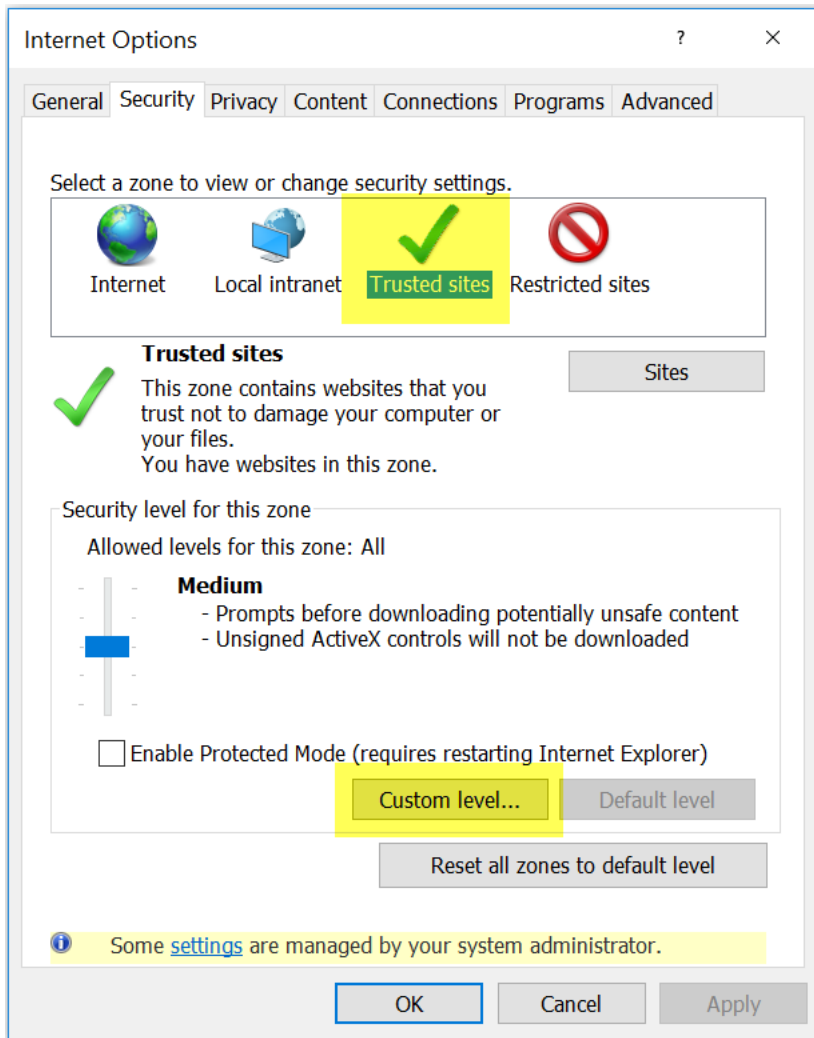 Internet Options ? ×
General Security Privacy Content Connections Programs Advanced
Select a zone to view or change security settings.
Internet Local intranet Trusted sites Restricted sites
Trusted sites
Sites
This zone contains websites that you
trust not to damage your computer or
your files.
You have websites in this zone.
Security level for this zone
Allowed levels for this zone: All
Medium
- Prompts before downloading potentially unsafe content
- Unsigned ActiveX controls will not be downloaded
Enable Protected Mode (requires restarting Internet Explorer)
Custom level... Default level
Reset all zones to default level
Some settings are managed by your system administrator.
OK Cancel Apply